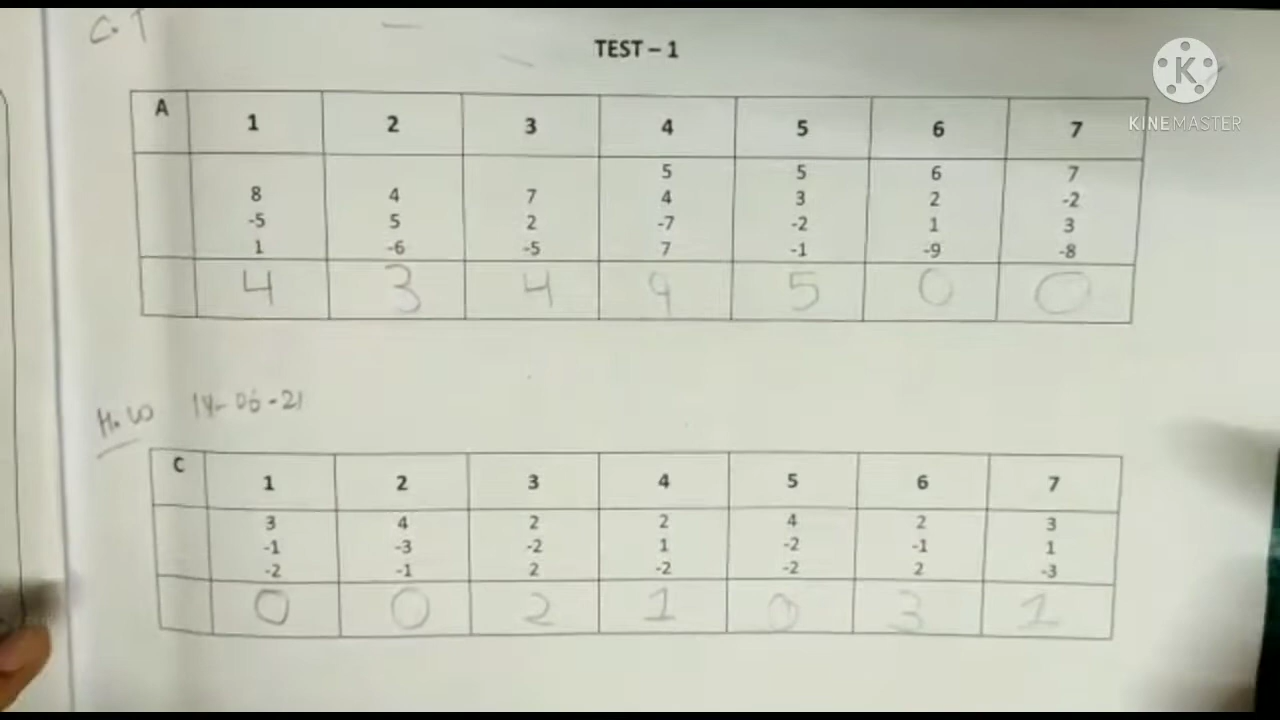 C.T
TEST – 1
K
KINEMASTER
A 1 2 3 4 5 6 7
5 5 6 7
8 4 7 4 3 2 -2
-5 5 2 -7 -2 1 3
1 -6 -5 7 -1 -9 -8
4 3 4 9 5 0 0
H.W 14-06-21
C 1 2 3 4 5 6 7
3 4 2 2 4 2 3
-1 -3 -2 1 -2 -1 1
-2 -1 2 -2 -2 2 -3
0 0 2 1 0 3 1